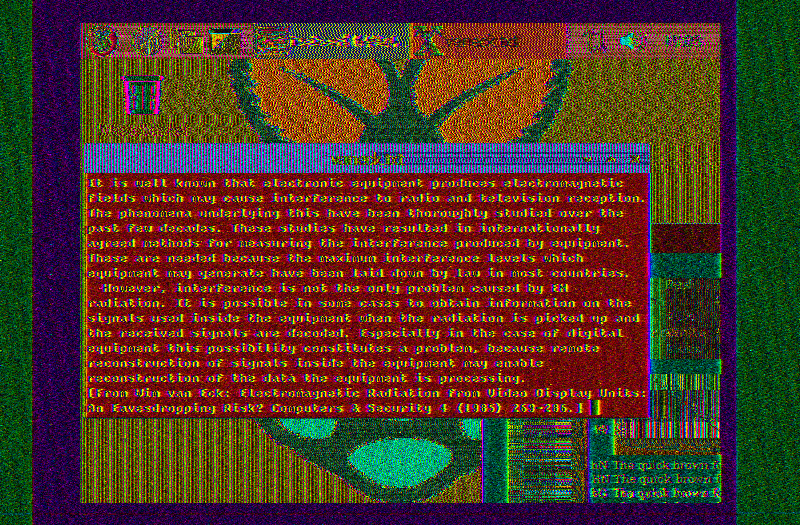 It is well known that electronic equipment produces electromagnetic
fields which may cause interference to radio and television reception.
The phenomena underlying this have been thoroughly studied over the
past few decades. These studies have resulted in internationally
agreed methods for measuring the interference produced by equipment.
These are needed because the maximum interference levels which
equipment may generate have been laid down by law in most countries.
However, interference is not the only problem caused by EM
radiation. It is possible in some cases to obtain information on the
signals used inside the equipment when the radiation is picked up and
the received signals are decoded. Especially in the case of digital
equipment this possibility constitutes a problem, because remote
reconstruction of signals inside the equipment may enable
reconstruction of the data the equipment is processing.
(From Wim van Eck: Electromagnetic Radiation from Video Display Units:
An Eavesdropping Risk? Computers & Security 4 (1985) 269-286.)
The quick brown
The quick brown
The quick brown